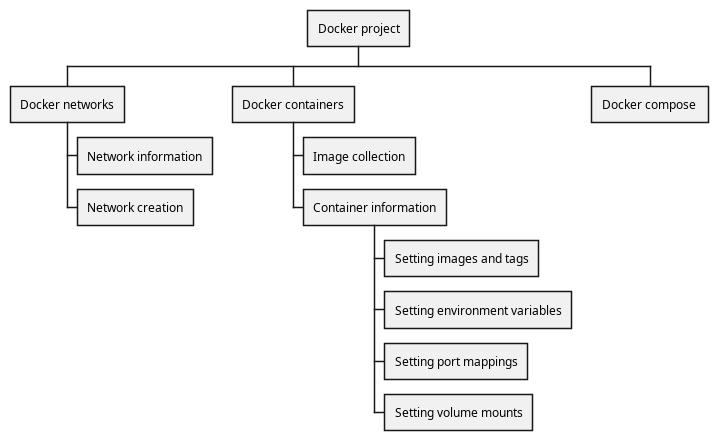 Docker project
Docker networks
Docker containers
Docker compose
Network information
Image collection
Network creation
Container information
Setting images and tags
Setting environment variables
Setting port mappings
Setting volume mounts